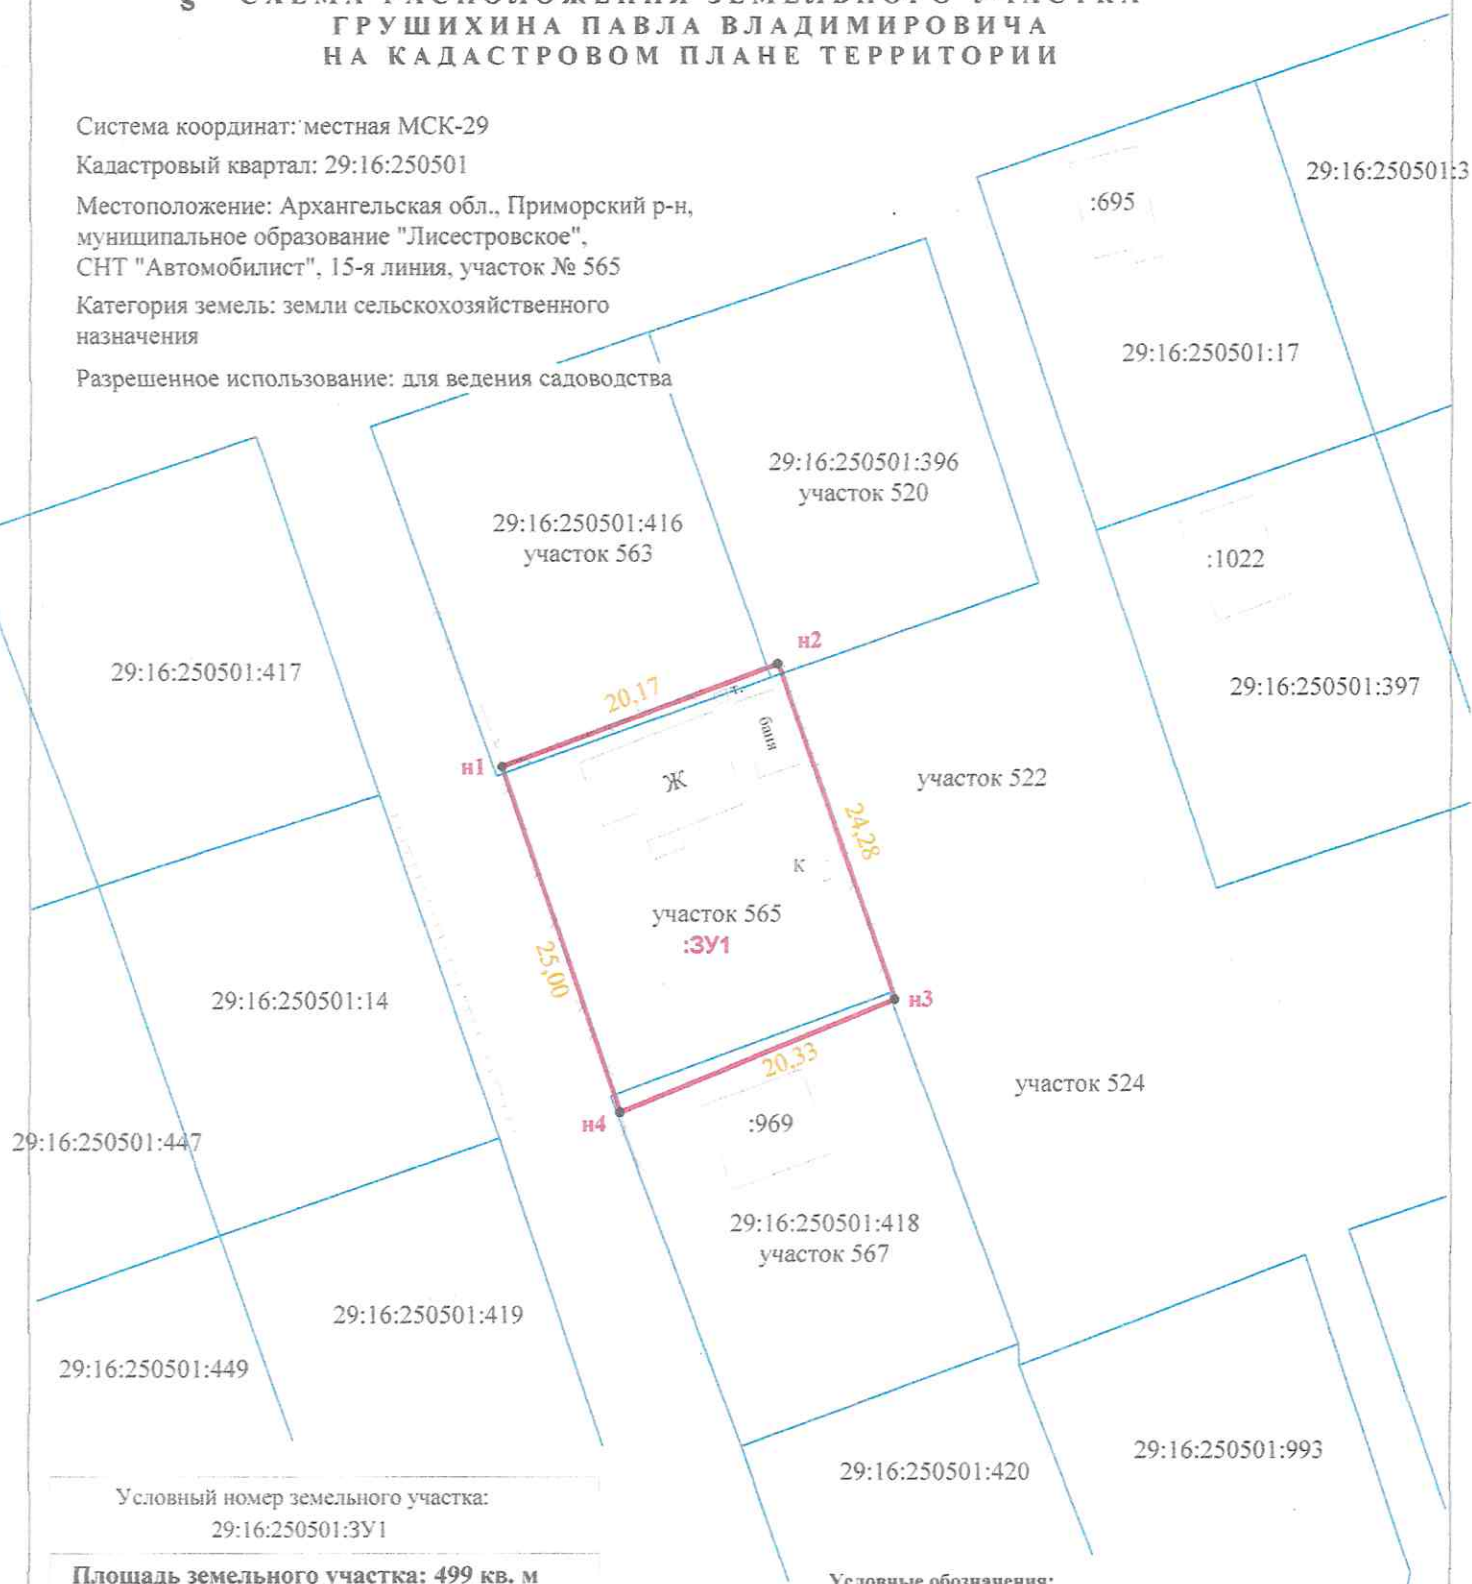 СХЕМА РАСПОЛОЖЕНИЯ ЗЕМЕЛЬНОГО УЧАСТКА
ГРУШИХИНА ПАВЛА ВЛАДИМИРОВИЧА
НА КАДАСТРОВОМ ПЛАНЕ ТЕРРИТОРИИ
Система координат: местная МСК-29
Кадастровый квартал: 29:16:250501
Местоположение: Архангельская обл., Приморский р-н,
муниципальное образование "Лисестровское",
СНТ "Автомобилист", 15-я линия, участок № 565
Категория земель: земли сельскохозяйственного
назначения
Разрешенное использование: для ведения садоводства
29:16:250501:3
:695
29:16:250501:17
29:16:250501:396
участок 520
29:16:250501:416
участок 563
:1022
29:16:250501:397
29:16:250501:417
н2
20,17
н1
т.
баня
Ж
участок 522
24,28
К
участок 565
:ЗУ1
25,00
29:16:250501:14
н3
20,33
участок 524
н4
:969
29:16:250501:447
29:16:250501:418
участок 567
29:16:250501:419
29:16:250501:449
29:16:250501:993
29:16:250501:420
Условный номер земельного участка:
29:16:250501:ЗУ1
Площадь земельного участка: 499 кв. м
Условные обозначения: